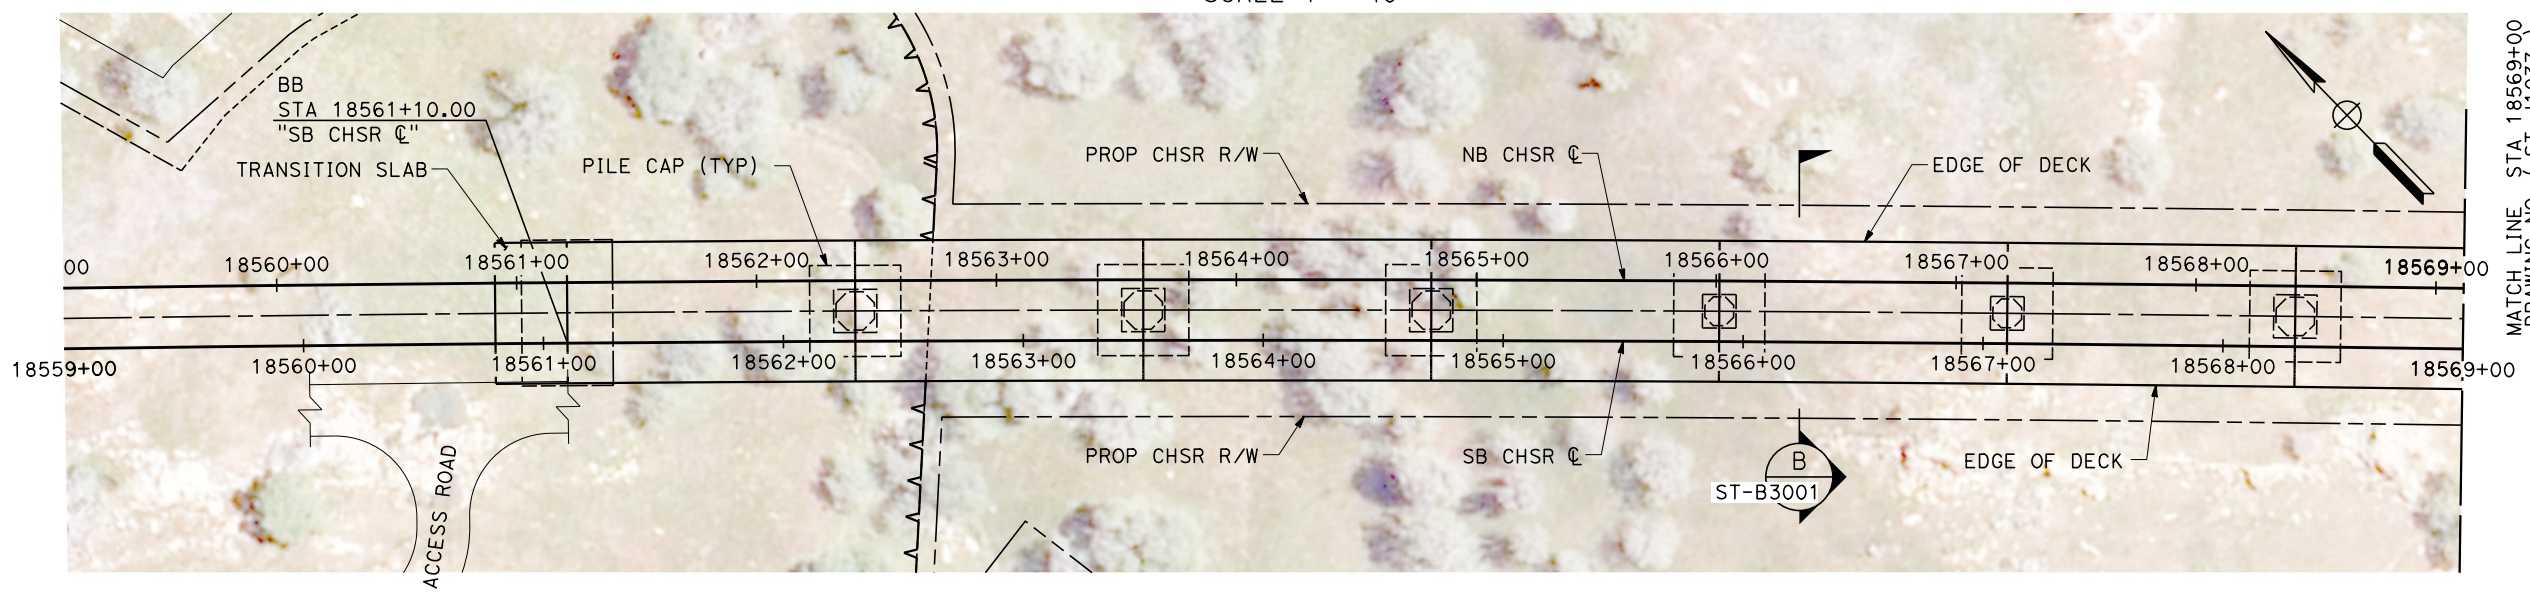 BB
STA 18561+10.00
"SB CHSR ℄"
TRANSITION SLAB
PILE CAP (TYP)
PROP CHSR R/W
NB CHSR ℄
EDGE OF DECK
00
18560+00
18561+00
18562+00
18563+00
18564+00
18565+00
18566+00
18567+00
18568+00
18569+00
18559+00
18560+00
18561+00
18562+00
18563+00
18564+00
18565+00
18566+00
18567+00
18568+00
18569+00
PROP CHSR R/W
SB CHSR ℄
B
ST-B3001
EDGE OF DECK
ACCESS ROAD
MATCH LINE STA 18569+00